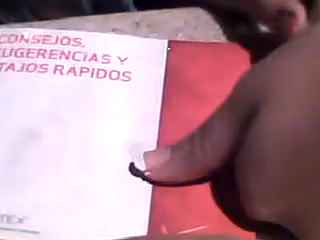 CONSEJOS,
UGERENCIAS Y
TAJOS RAPIDOS
TEX